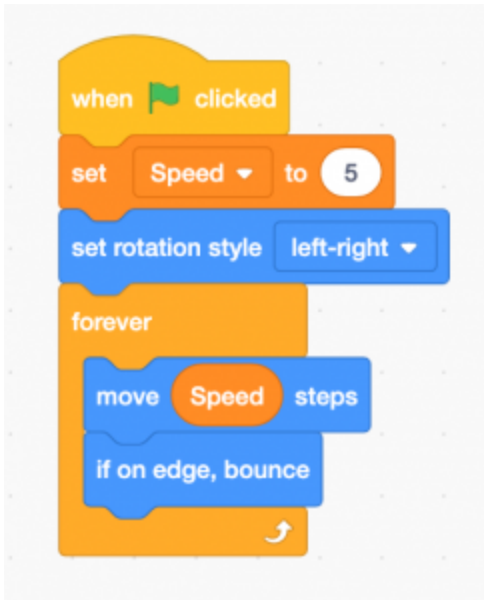 when clicked
set Speed to 5
set rotation style left-right
forever
move Speed steps
if on edge, bounce